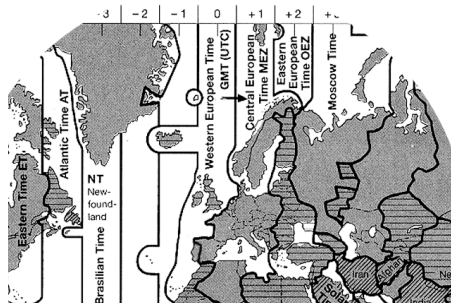 -3
-2
-1
0
+1
+2
Eastern Time ET
Atlantic Time AT
NT
New-
found-
land
Brasilian Time
Western European Time
GMT (UTC)
Central European
Time MEZ
Eastern
European
Time OEZ
Moscow Time
Iran
Afghan.